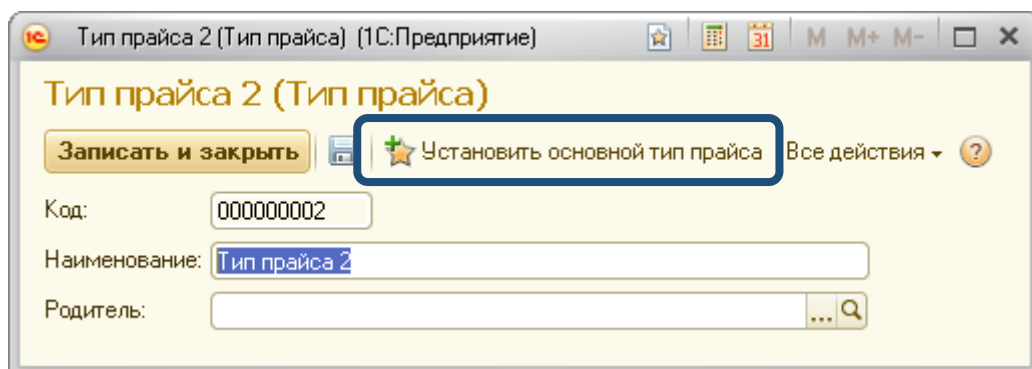 1С Тип прайса 2 (Тип прайса) (1С:Предприятие) 31 M M+ M-
Тип прайса 2 (Тип прайса)
Записать и закрыть Установить основной тип прайса Все действия ?
Код: 000000002
Наименование: Тип прайса 2
Родитель: ...